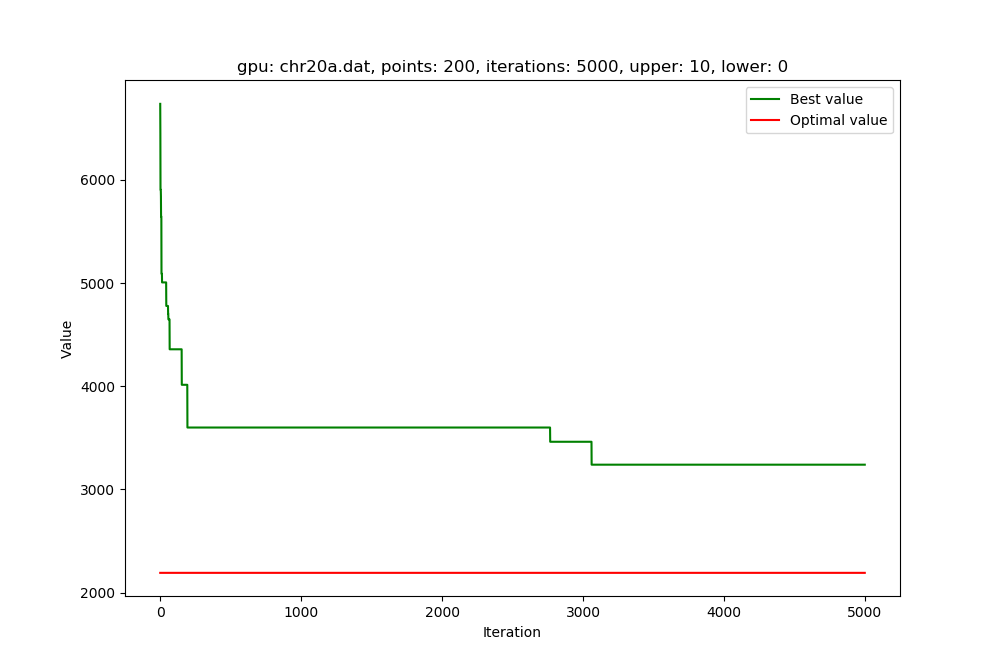 gpu: chr20a.dat, points: 200, iterations: 5000, upper: 10, lower: 0
Best value
Optimal value
6000
5000
4000
3000
2000
Value
0 1000 2000 3000 4000 5000
Iteration